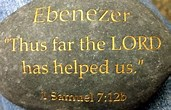 Ebenezer
"Thus far the LORD
has helped us."
1 Samuel 7:12b